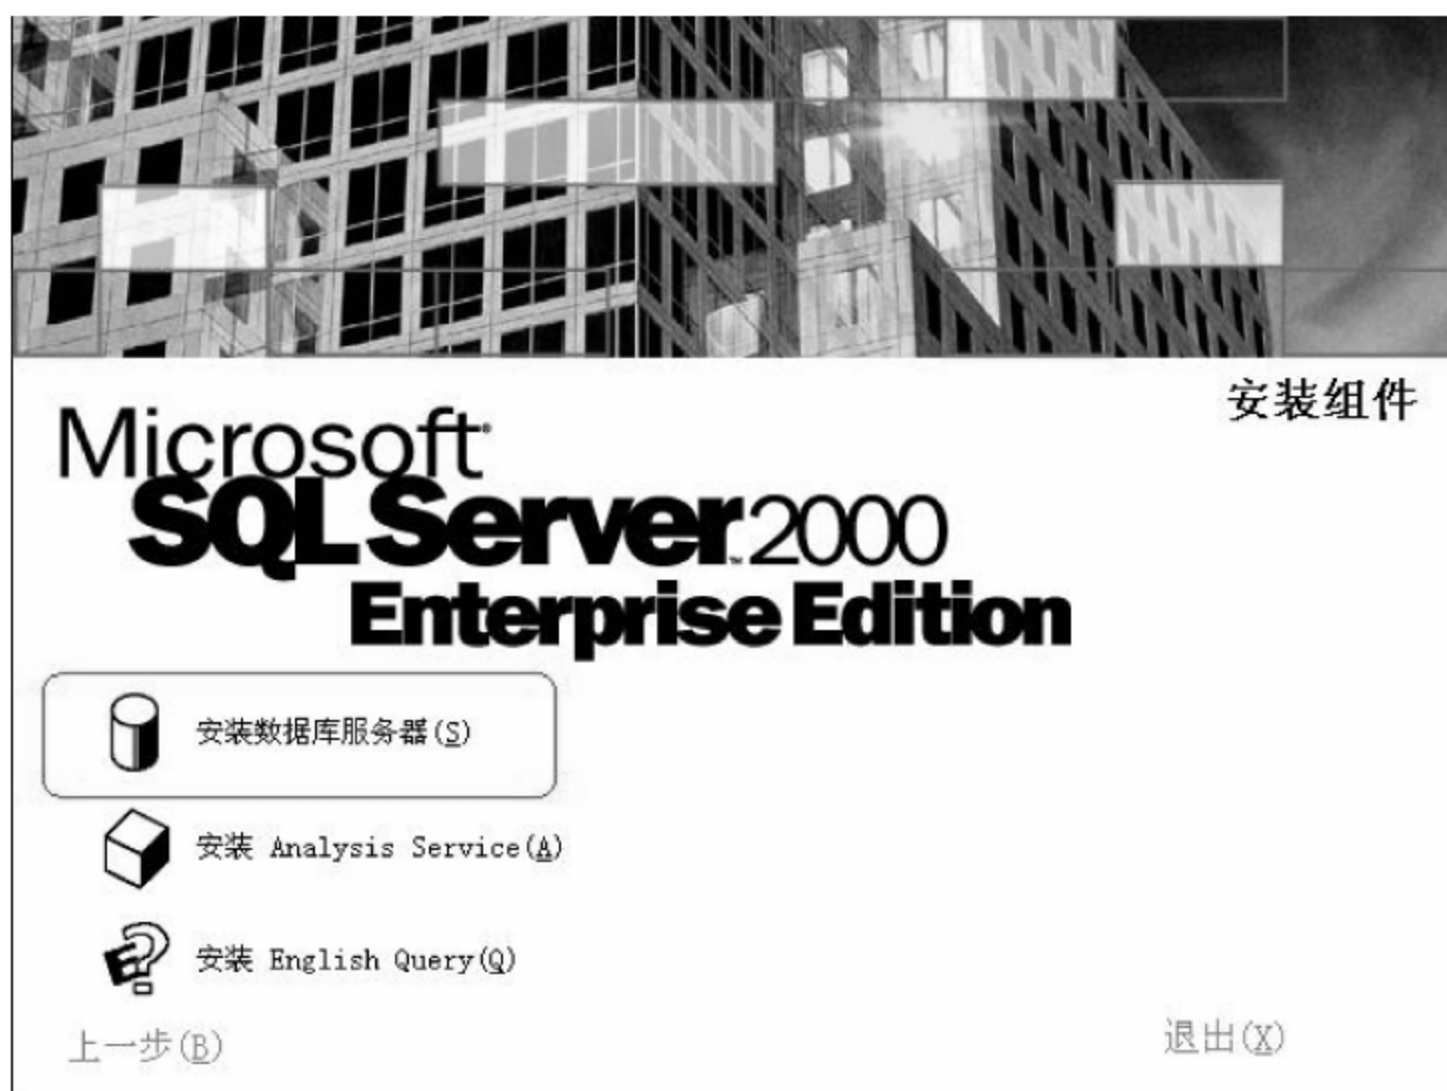 安装组件
Microsoft®
SQL Server™ 2000
Enterprise Edition
安装数据库服务器(S)
安装 Analysis Service(A)
安装 English Query(Q)
上一步(B)
退出(X)